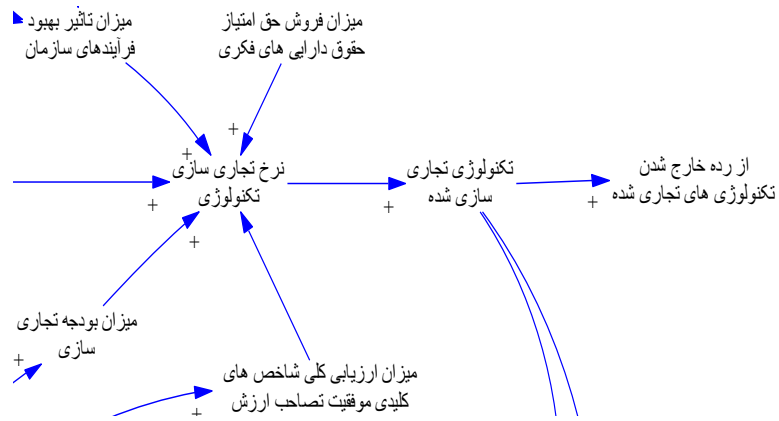 میزان تاثیر بهبود
فرآیندهای سازمان
میزان فروش حق امتیاز
حقوق دارایی های فکری
+
+
نرخ تجاری سازی
تکنولوژی
+
تکنولوژی تجاری
سازی شده
+
از رده خارج شدن
تکنولوژی های تجاری شده
+
+
میزان بودجه تجاری
سازی
+
میزان ارزیابی کلی شاخص های
کلیدی موفقیت تصاحب ارزش
+